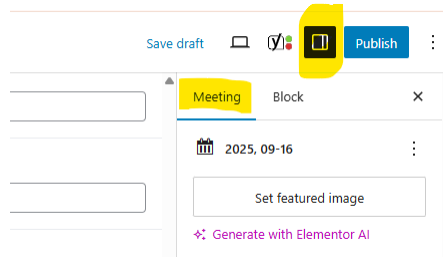 Save draft
Publish
Meeting
Block
2025, 09-16
Set featured image
Generate with Elementor AI